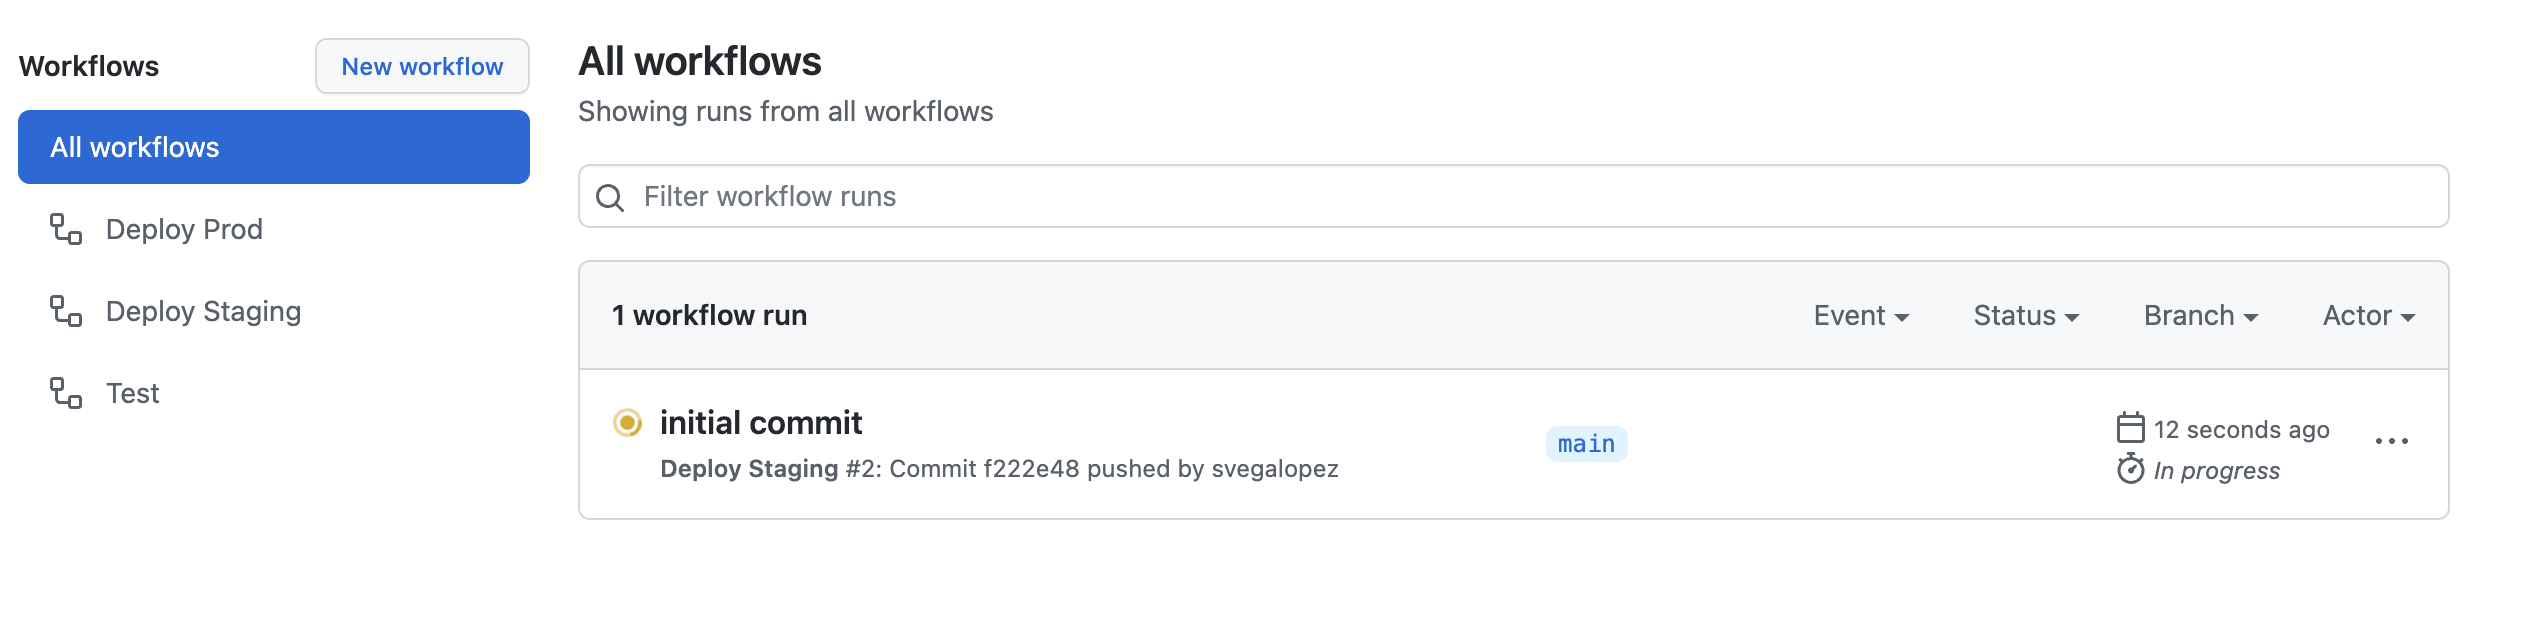 Workflows
New workflow
All workflows
Deploy Prod
Deploy Staging
Test
All workflows
Showing runs from all workflows
Filter workflow runs
1 workflow run
Event
Status
Branch
Actor
initial commit
Deploy Staging #2: Commit f222e48 pushed by svegalopez
main
12 seconds ago
In progress